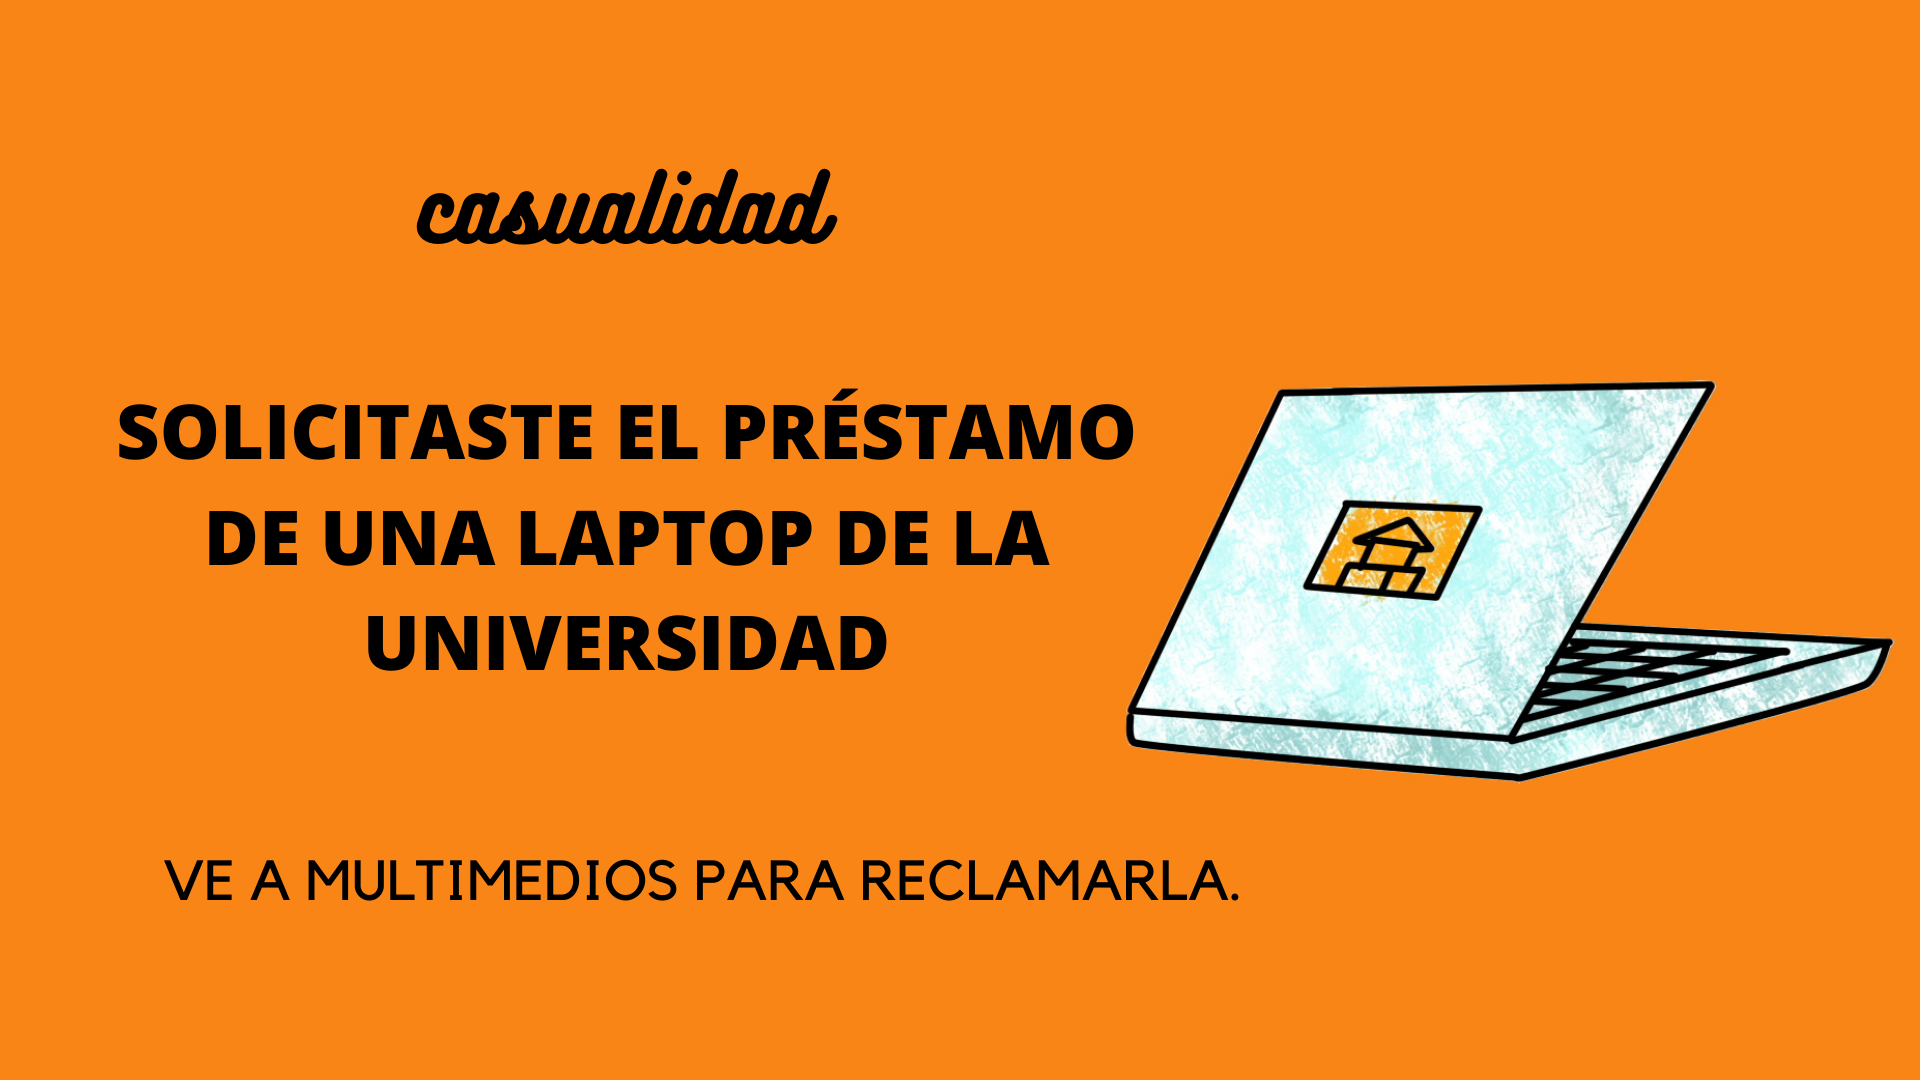 casualidad
SOLICITASTE EL PRÉSTAMO
DE UNA LAPTOP DE LA
UNIVERSIDAD
VE A MULTIMEDIOS PARA RECLAMARLA.